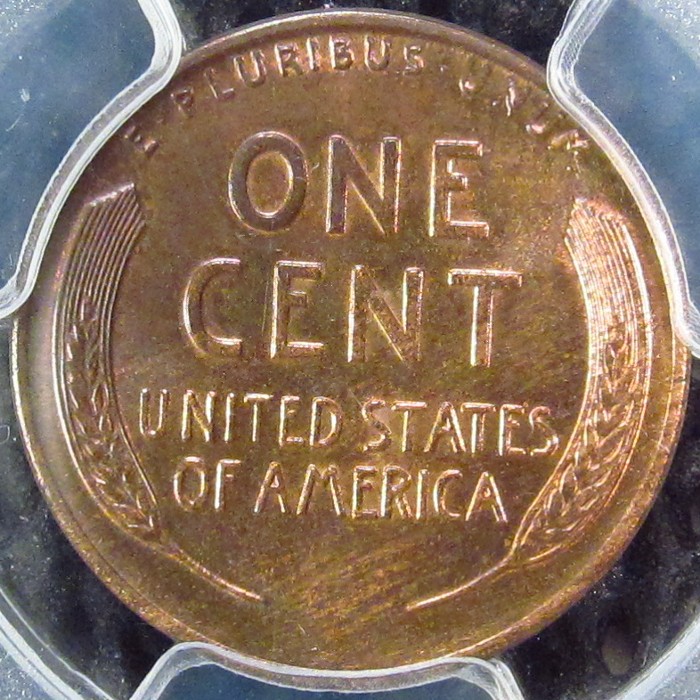 E·PLURIBUS·UNUM
ONE
CENT
UNITED STATES
OF AMERICA